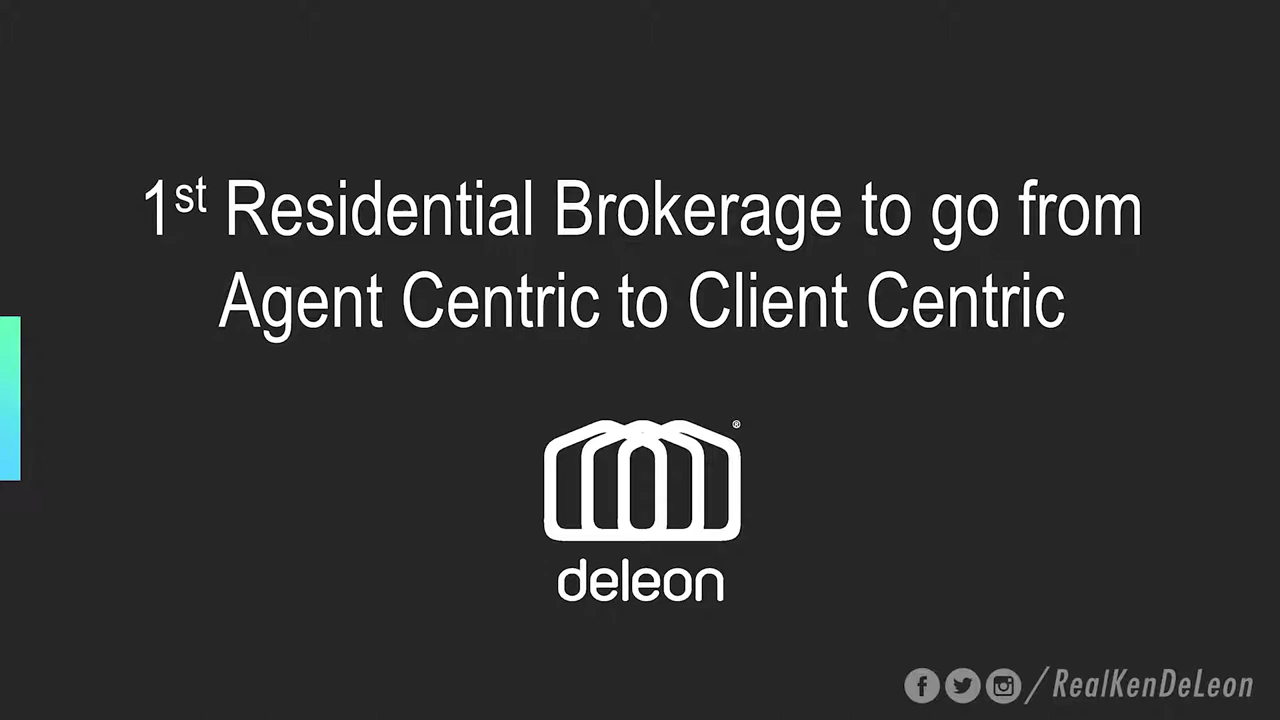 1st Residential Brokerage to go from
Agent Centric to Client Centric
®
deleon
/RealKenDeLeon